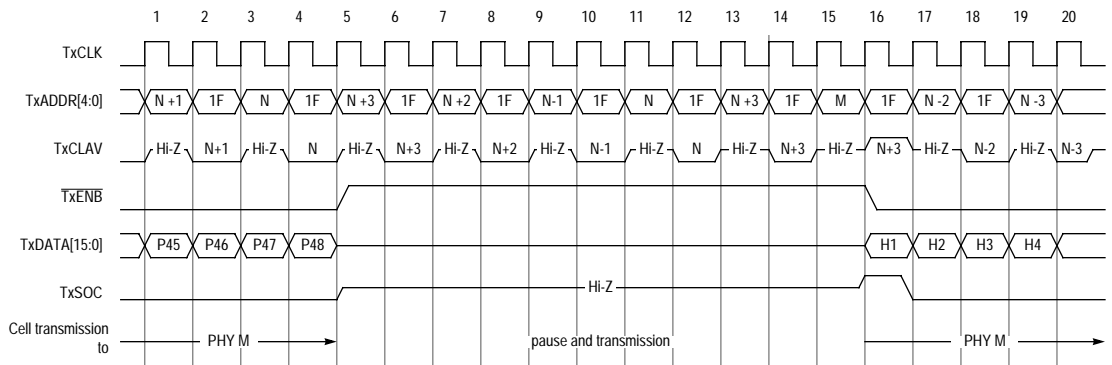 1 2 3 4 5 6 7 8 9 10 11 12 13 14 15 16 17 18 19 20
TxCLK
TxADDR[4:0] N +1 1F N 1F N +3 1F N +2 1F N-1 1F N 1F N +3 1F M 1F N -2 1F N -3
TxCLAV Hi-Z N+1 Hi-Z N Hi-Z N+3 Hi-Z N+2 Hi-Z N-1 Hi-Z N Hi-Z N+3 Hi-Z N+3 Hi-Z N-2 Hi-Z N-3
TxENB
TxDATA[15:0] P45 P46 P47 P48 H1 H2 H3 H4
TxSOC Hi-Z
Cell transmission
to PHY M pause and transmission PHY M